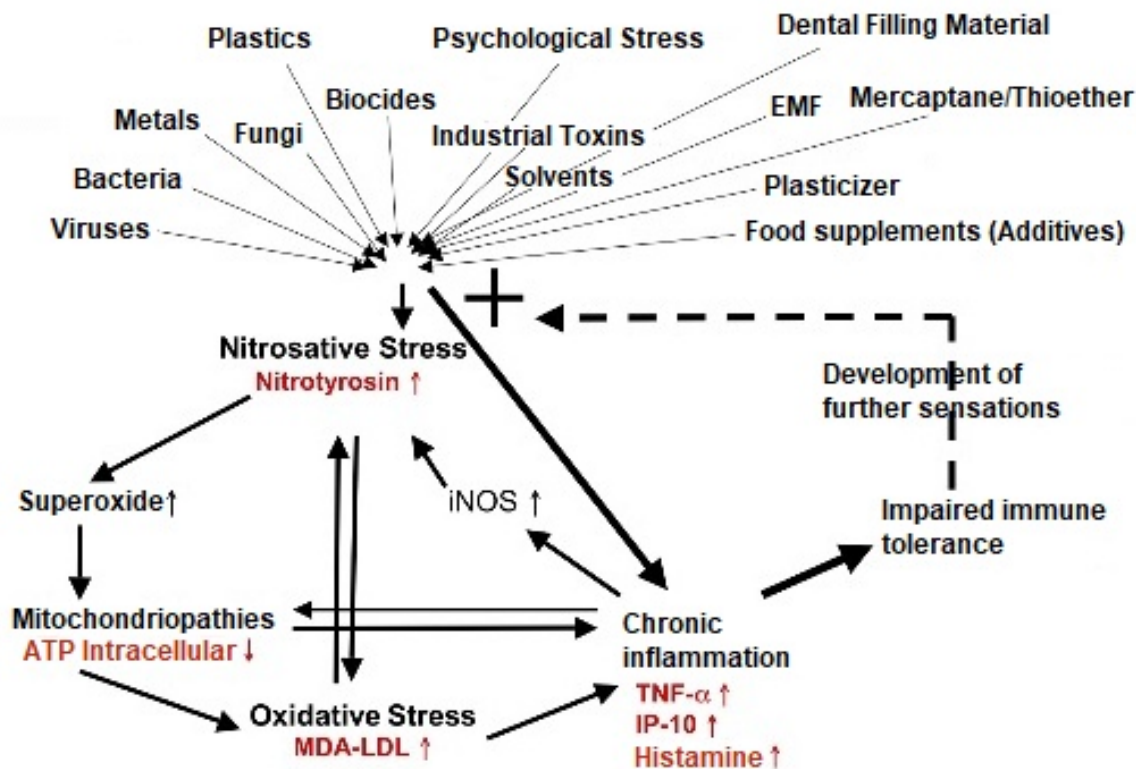 Plastics
Psychological Stress
Dental Filling Material
Biocides
EMF
Mercaptane/Thioether
Metals
Fungi
Industrial Toxins
Bacteria
Solvents
Plasticizer
Viruses
Food supplements (Additives)
+
Nitrosative Stress
Nitrotyrosin ↑
Development of
further sensations
Superoxide↑
iNOS ↑
Impaired immune
tolerance
Mitochondriopathies
ATP Intracellular ↓
Chronic
inflammation
TNF-α ↑
IP-10 ↑
Histamine ↑
Oxidative Stress
MDA-LDL ↑